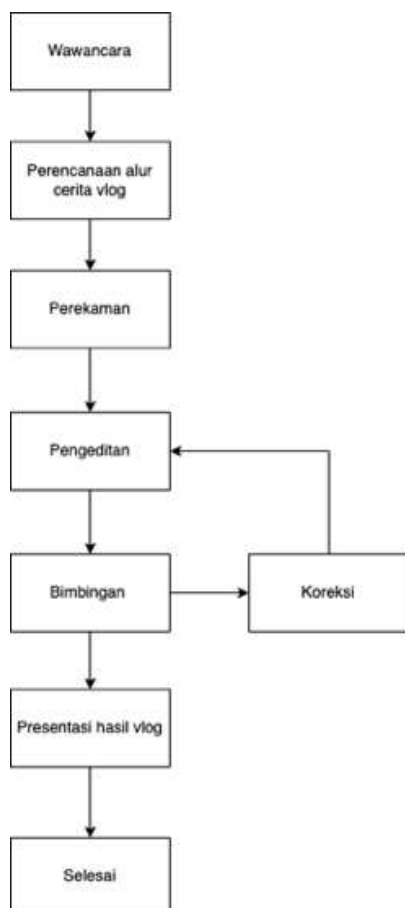 Wawancara
Perencanaan alur
cerita vlog
Perekaman
Pengeditan
Bimbingan
Koreksi
Presentasi hasil vlog
Selesai